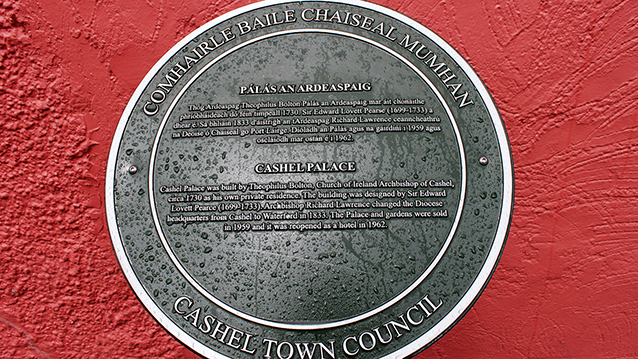 COMHAIRLE BAILE CHAISEAL MUMHAN
PÁLÁS AN ARDEASPAIG
Thóg Ardeaspag Theophilus Bolton Pálás an Ardeaspaig mar áit chónaithe
phríobháideach dó féin timpeall 1730. Sir Edward Lovett Pearse (1699-1733) a
dhear é. Sa bhliain 1833 d'aistrigh an tArdeaspag Richard Lawrence ceanncheathrú
na Deoise ó Chaiseal go Port Láirge. Díoladh an Pálás agus na gairdíní i 1959 agus
osclaíodh mar óstán é i 1962.
CASHEL PALACE
Cashel Palace was built by Theophilus Bolton, Church of Ireland Archbishop of Cashel,
circa 1730 as his own private residence. The building was designed by Sir Edward
Lovett Pearce (1699-1733). Archbishop Richard Lawrence changed the Diocese
headquarters from Cashel to Waterford in 1833. The Palace and gardens were sold
in 1959 and it was reopened as a hotel in 1962.
CASHEL TOWN COUNCIL